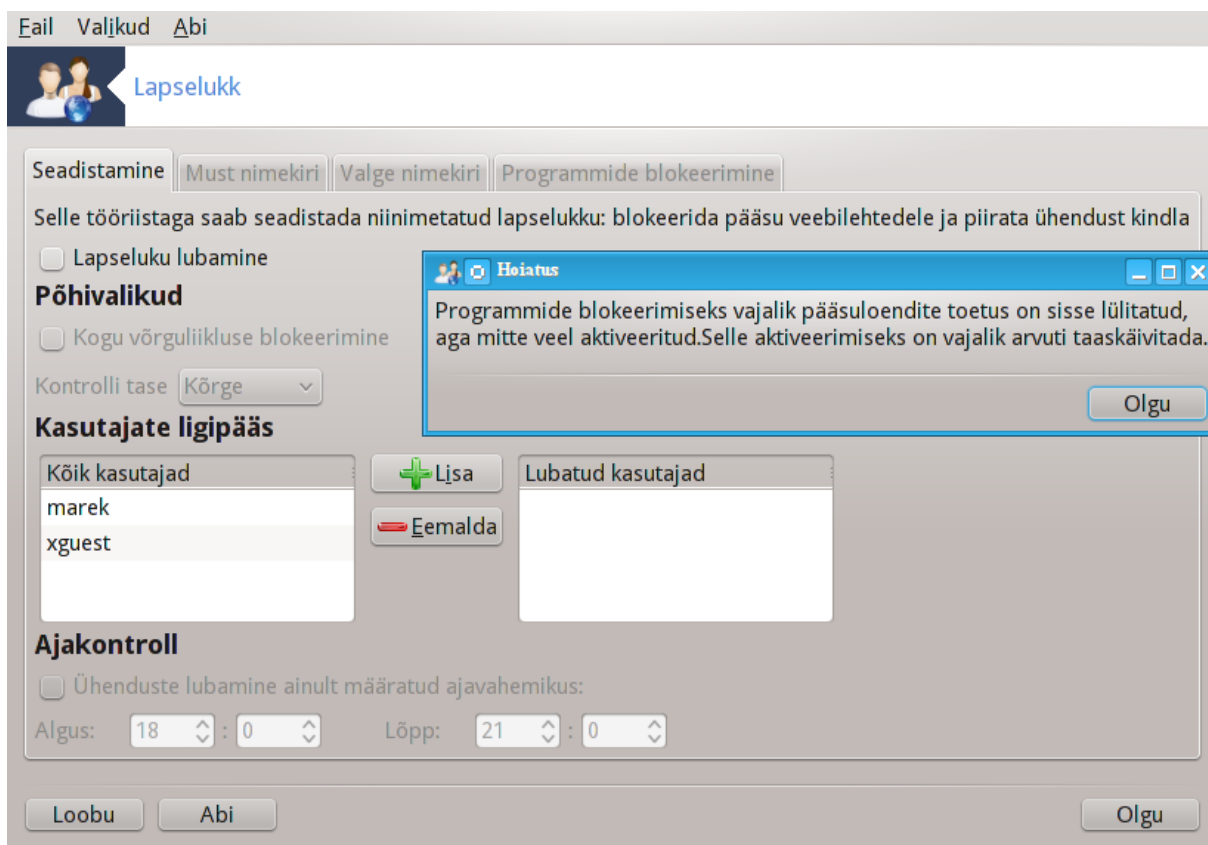 Fail Valikud Abi
Lapselukk
Seadistamine Must nimekiri Valge nimekiri Programmide blokeerimine
Selle tööriistaga saab seadistada niinimetatud lapselukku: blokeerida pääsu veebilehtedele ja piirata ühendust kindla
Lapseluku lubamine
Hoiatus
Programmide blokeerimiseks vajalik pääsuloendite toetus on sisse lülitatud,
aga mitte veel aktiveeritud.Selle aktiveerimiseks on vajalik arvuti taaskäivitada.
Olgu
Põhivalikud
Kogu võrguliikluse blokeerimine
Kontrolli tase Kõrge
Kasutajate ligipääs
Kõik kasutajad
marek
xguest
Lisa
Eemalda
Lubatud kasutajad
Ajakontroll
Ühenduste lubamine ainult määratud ajavahemikus:
Algus: 18 : 0 Lõpp: 21 : 0
Loobu Abi Olgu